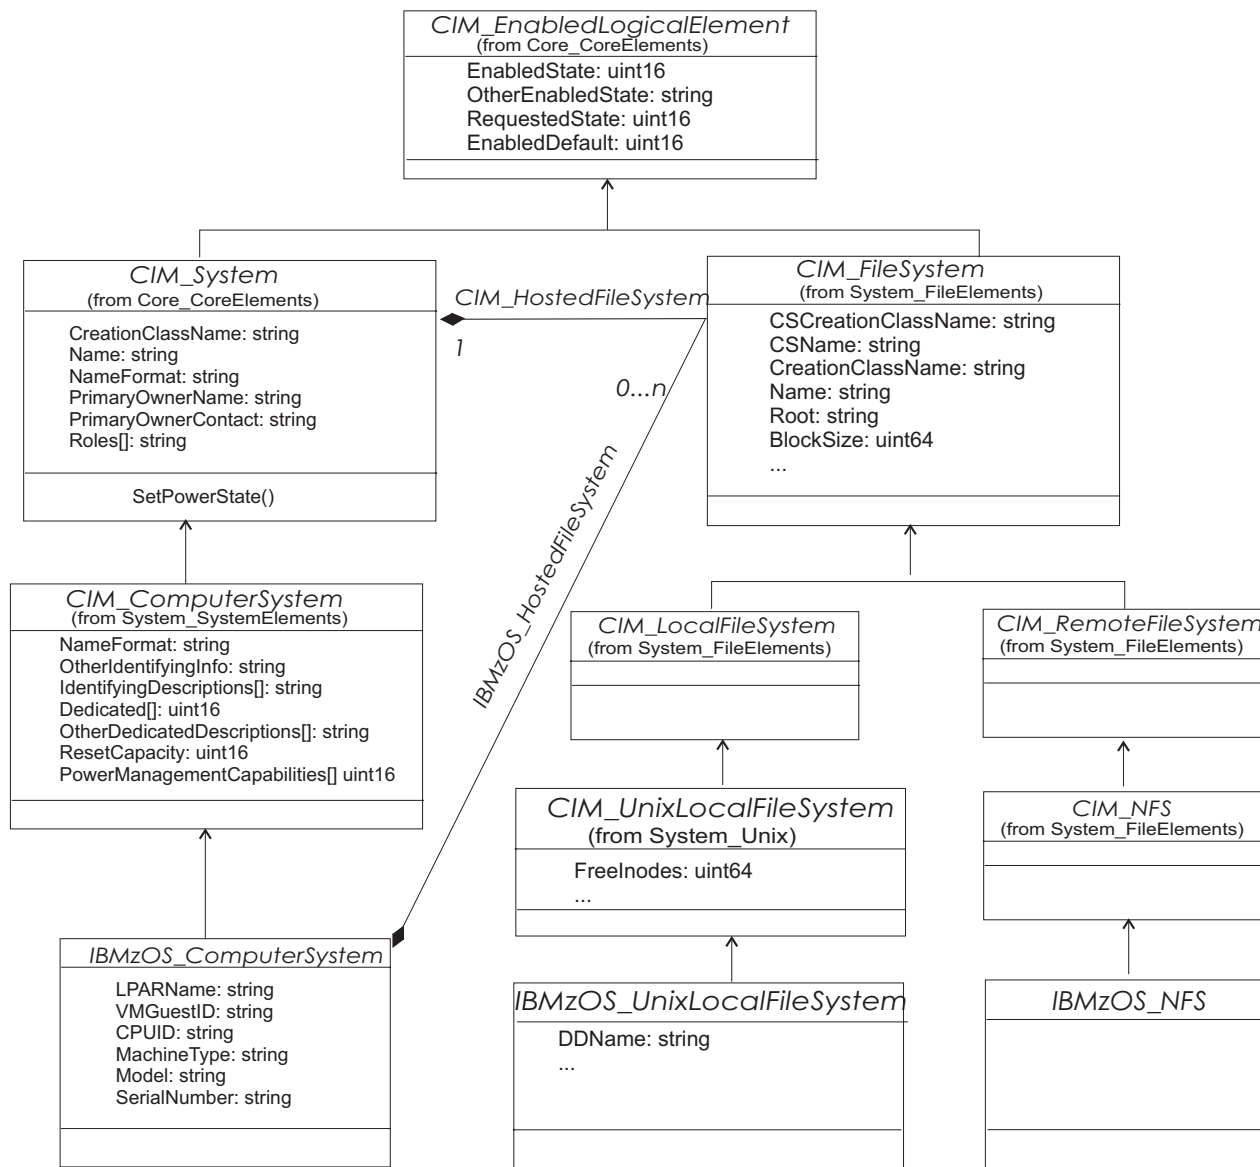 CIM_EnabledLogicalElement
(from Core_CoreElements)
EnabledState: uint16
OtherEnabledState: string
RequestedState: uint16
EnabledDefault: uint16
CIM_System
(from Core_CoreElements)
CreationClassName: string
Name: string
NameFormat: string
PrimaryOwnerName: string
PrimaryOwnerContact: string
Roles[]: string
SetPowerState()
CIM_HostedFileSystem
1
0...n
IBMzOS_HostedFileSystem
CIM_FileSystem
(from System_FileElements)
CSCreationClassName: string
CSName: string
CreationClassName: string
Name: string
Root: string
BlockSize: uint64
...
CIM_ComputerSystem
(from System_SystemElements)
NameFormat: string
OtherIdentifyingInfo: string
IdentifyingDescriptions[]: string
Dedicated[]: uint16
OtherDedicatedDescriptions[]: string
ResetCapacity: uint16
PowerManagementCapabilities[] uint16
CIM_LocalFileSystem
(from System_FileElements)
CIM_RemoteFileSystem
(from System_FileElements)
CIM_UnixLocalFileSystem
(from System_Unix)
FreeInodes: uint64
...
CIM_NFS
(from System_FileElements)
IBMzOS_ComputerSystem
LPARName: string
VMGuestID: string
CPUID: string
MachineType: string
Model: string
SerialNumber: string
IBMzOS_UnixLocalFileSystem
DDName: string
...
IBMzOS_NFS